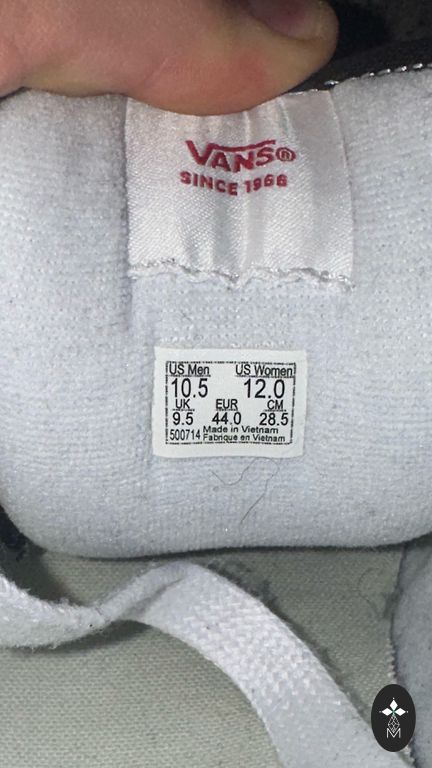 VANS®
SINCE 1966
US Men US Women
10.5 12.0
UK EUR CM
9.5 44.0 28.5
500714 Made in Vietnam
Fabrique en Vietnam
M